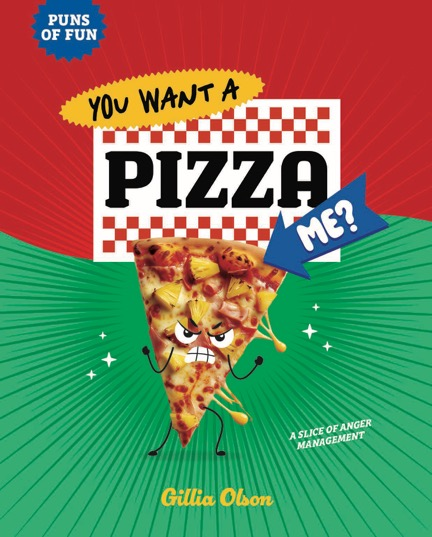 PUNS
OF FUN
YOU WANT A
PIZZA
ME?
A SLICE OF ANGER
MANAGEMENT
Gillia Olson